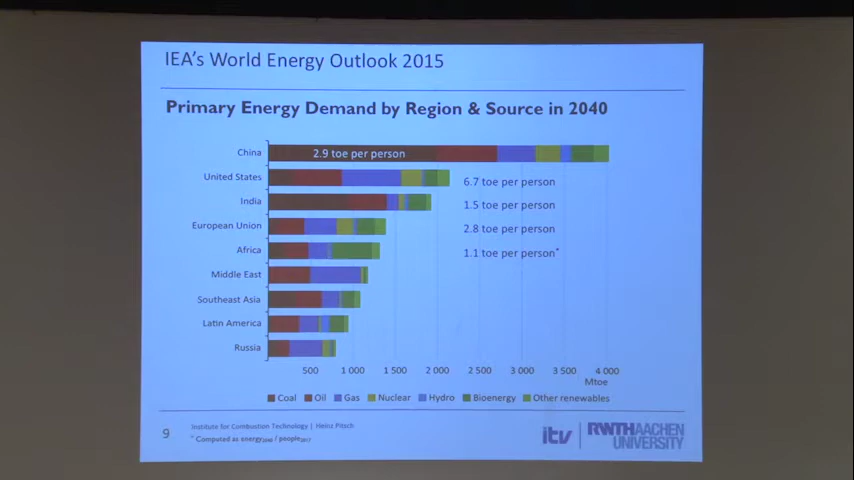 IEA's World Energy Outlook 2015
Primary Energy Demand by Region & Source in 2040
China
2.9 toe per person
United States
6.7 toe per person
India
1.5 toe per person
European Union
2.8 toe per person
Africa
1.1 toe per person*
Middle East
Southeast Asia
Latin America
Russia
500 1 000 1 500 2 000 2 500 3 000 3 500 4 000
Mtoe
Coal Oil Gas Nuclear Hydro Bioenergy Other renewables
9
Institute for Combustion Technology | Heinz Pitsch
* Computed as energy2040 / people2017
itv
RWTHAACHEN
UNIVERSITY